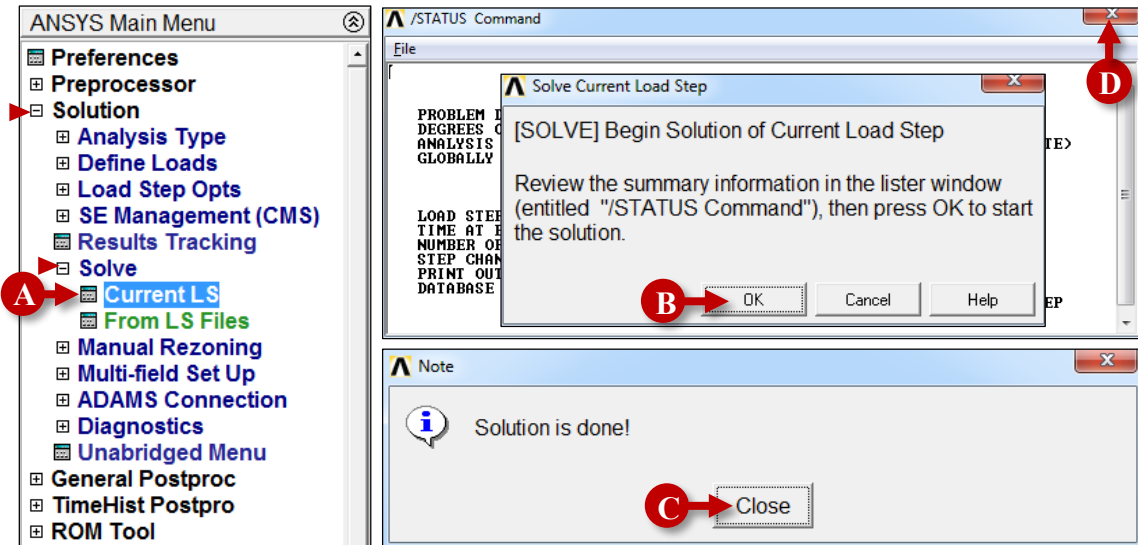 ANSYS Main Menu
Preferences
Preprocessor
Solution
Analysis Type
Define Loads
Load Step Opts
SE Management (CMS)
Results Tracking
Solve
A
Current LS
From LS Files
Manual Rezoning
Multi-field Set Up
ADAMS Connection
Diagnostics
Unabridged Menu
General Postproc
TimeHist Postpro
ROM Tool
/STATUS Command
D
File
PROBLEM
DEGREES
ANALYSIS
GLOBALLY
LOAD STEP
TIME AT
NUMBER
STEP
PRINT OUT
DATABASE
Solve Current Load Step
[SOLVE] Begin Solution of Current Load Step
Review the summary information in the lister window
(entitled "/STATUS Command"), then press OK to start
the solution.
B
OK Cancel Help
Note
Solution is done!
C
Close